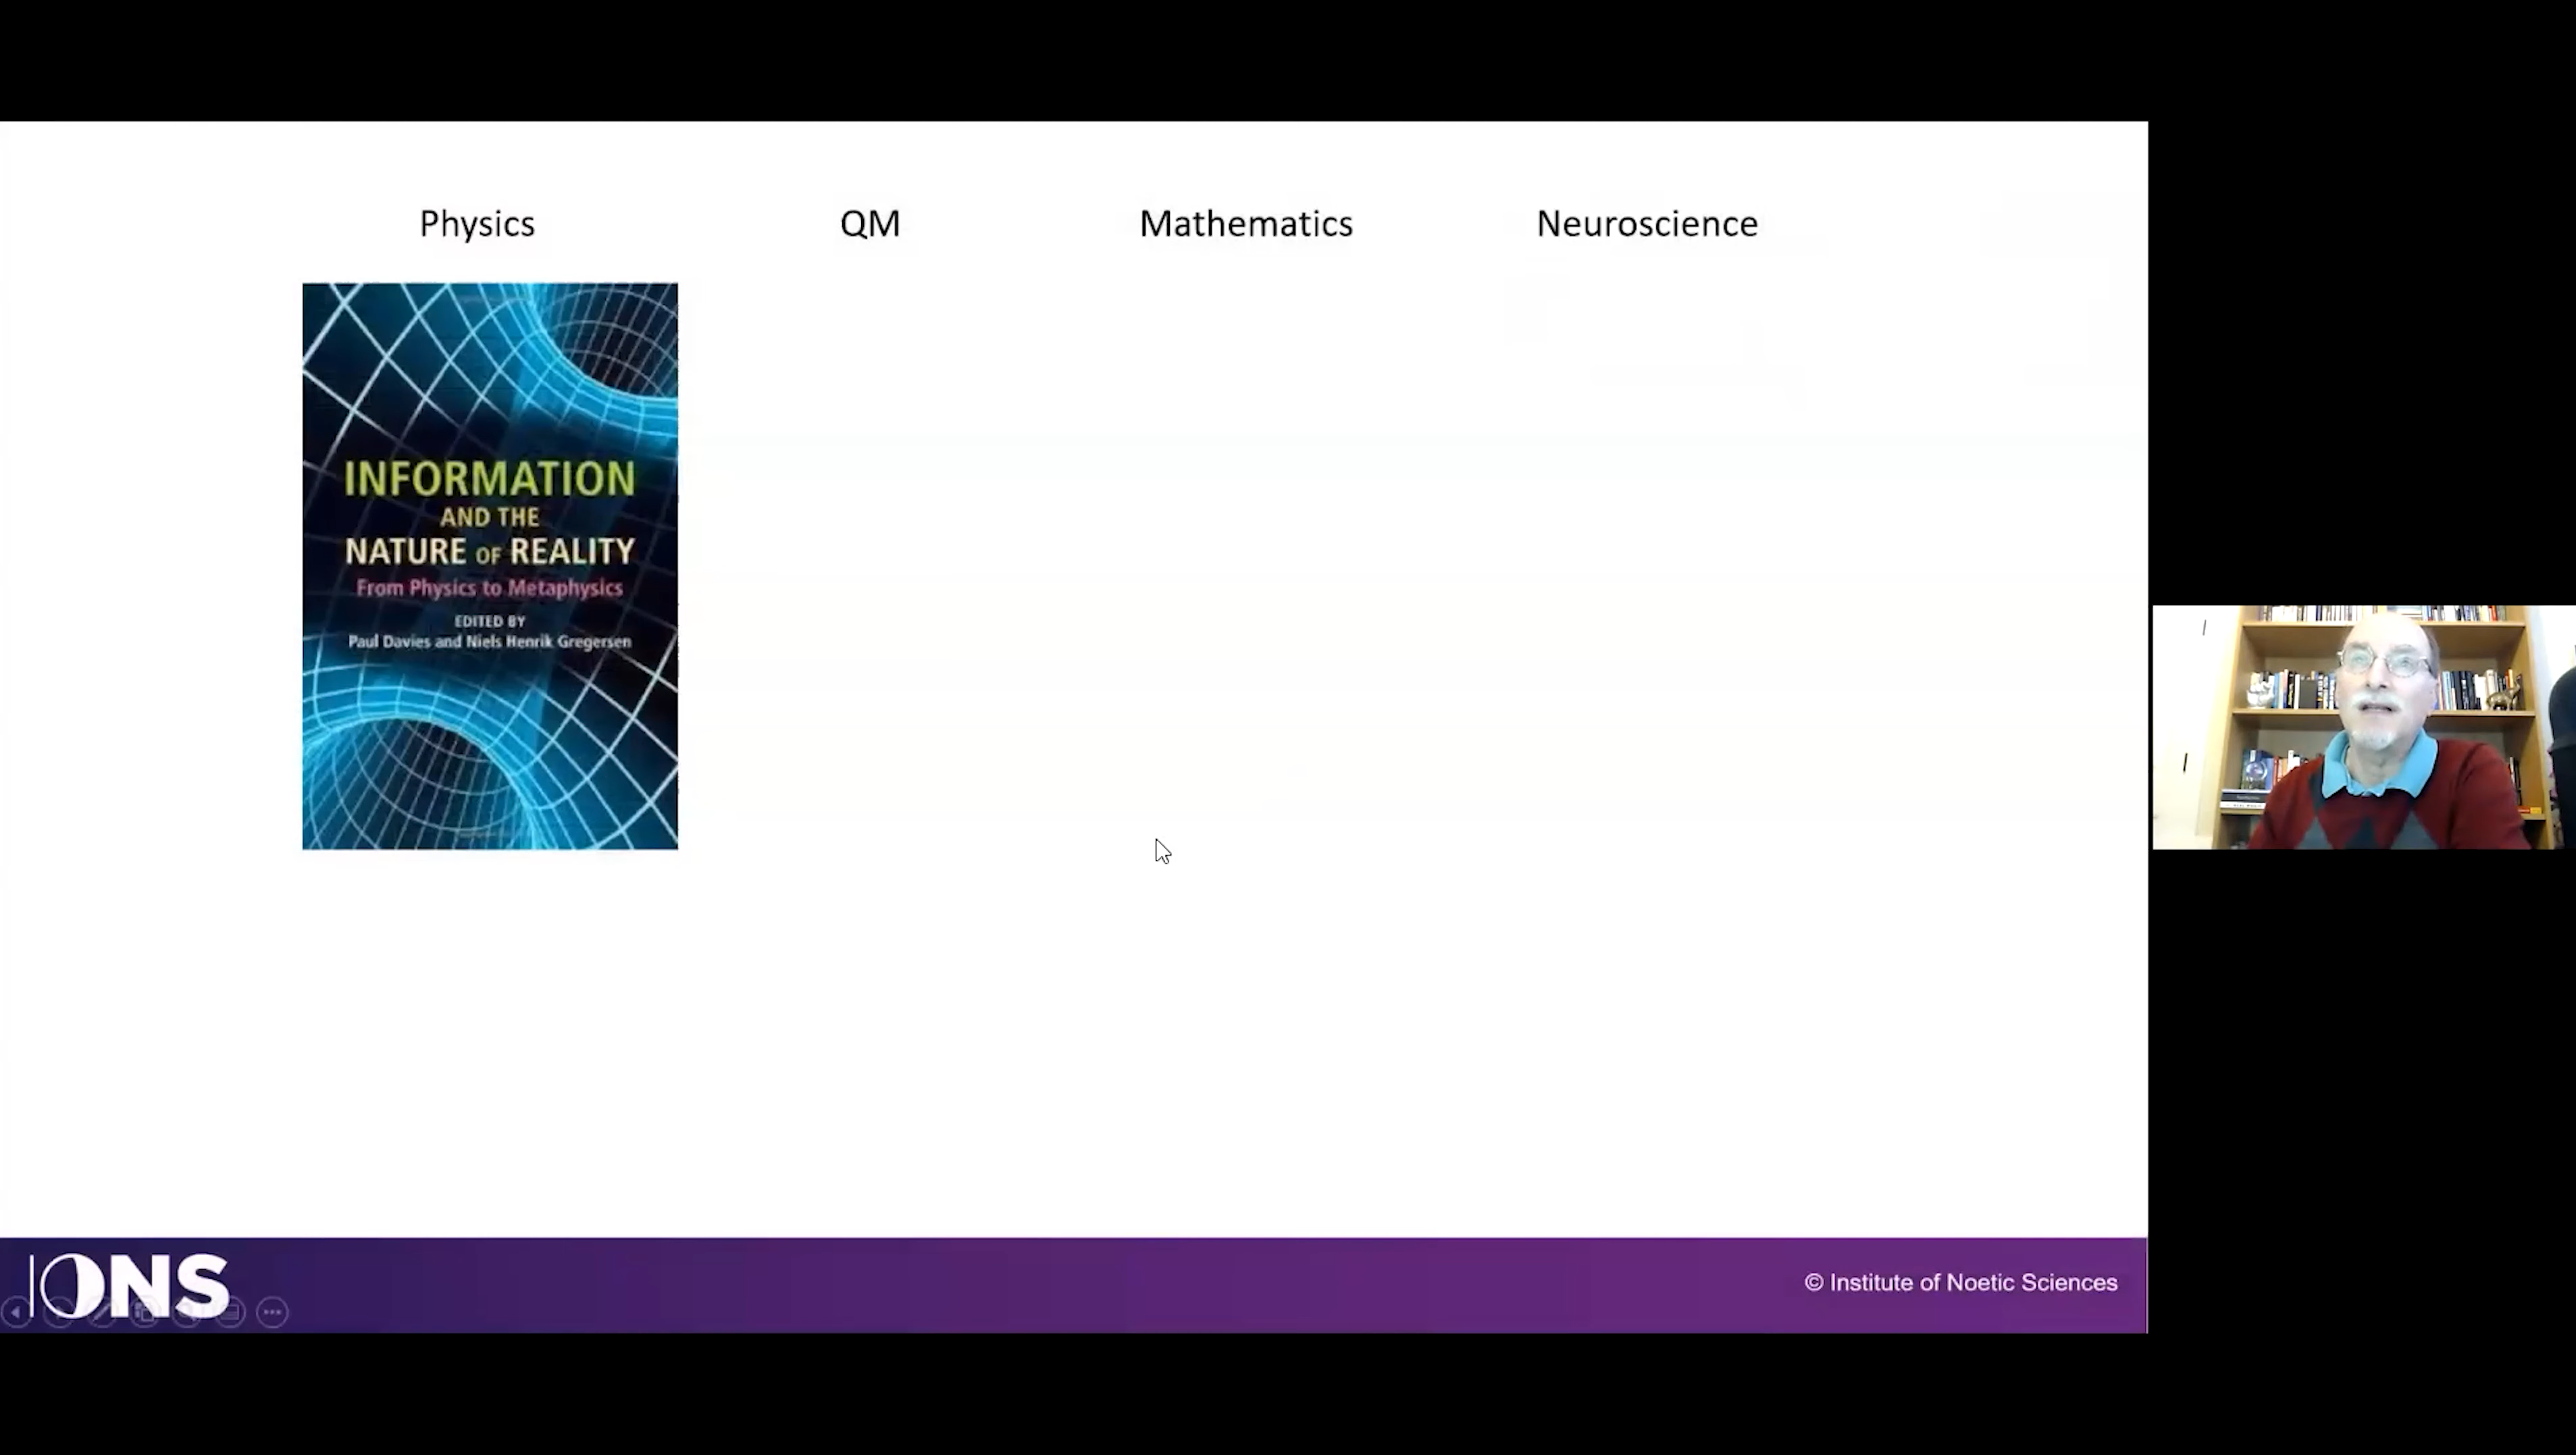 Physics
QM
Mathematics
Neuroscience
INFORMATION
AND THE
NATURE OF REALITY
From Physics to Metaphysics
EDITED BY
Paul Davies and Niels Henrik Gregersen
IONS
© Institute of Noetic Sciences